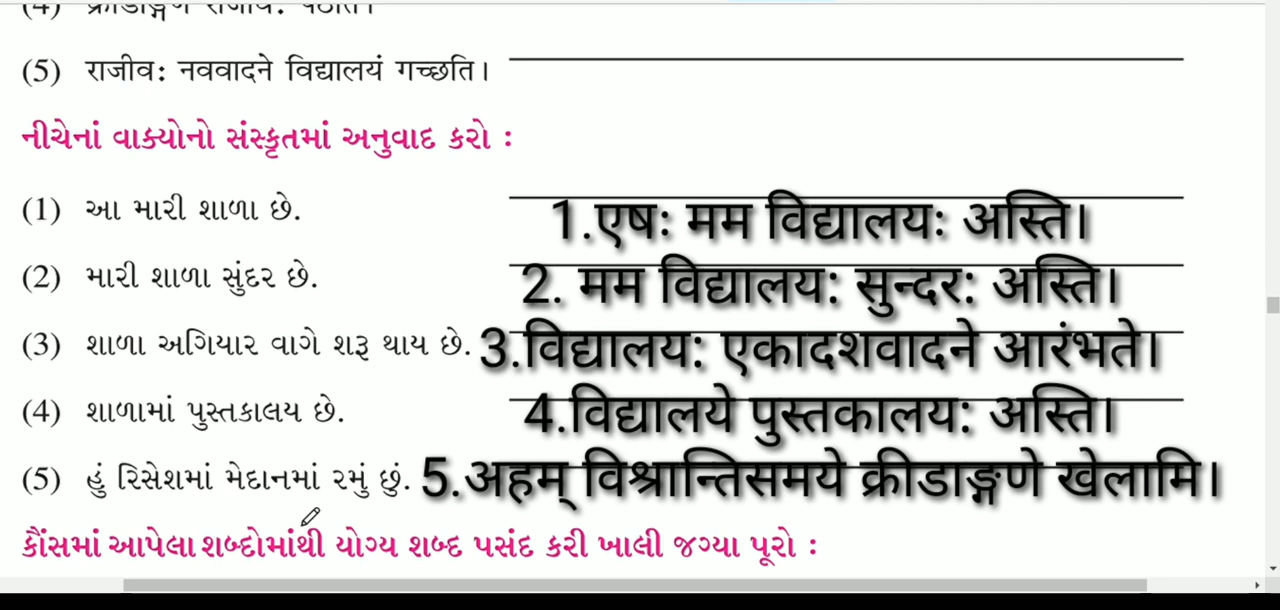 (5) राजीव: नववादने विद्यालयं गच्छति।
નીચેનાં વાક્યોનો સંસ્કૃતમાં અનુવાદ કરો :
(1) આ મારી શાળા છે. 1.एषः मम विद्यालयः अस्ति।
(2) મારી શાળા સુંદર છે. 2. मम विद्यालय: सुन्दर: अस्ति।
(3) શાળા અગિયાર વાગે શરૂ થાય છે. 3.विद्यालय: एकादशवादने आरंभते।
(4) શાળામાં પુસ્તકાલય છે. 4.विद्यालये पुस्तकालय: अस्ति।
(5) હું રિસેશમાં મેદાનમાં રમું છું. 5.अहम् विश्रान्तिसमये क्रीडाङ्गणे खेलामि।
કૌંસમાં આપેલા શબ્દોમાંથી યોગ્ય શબ્દ પસંદ કરી ખાલી જગ્યા પૂરો :